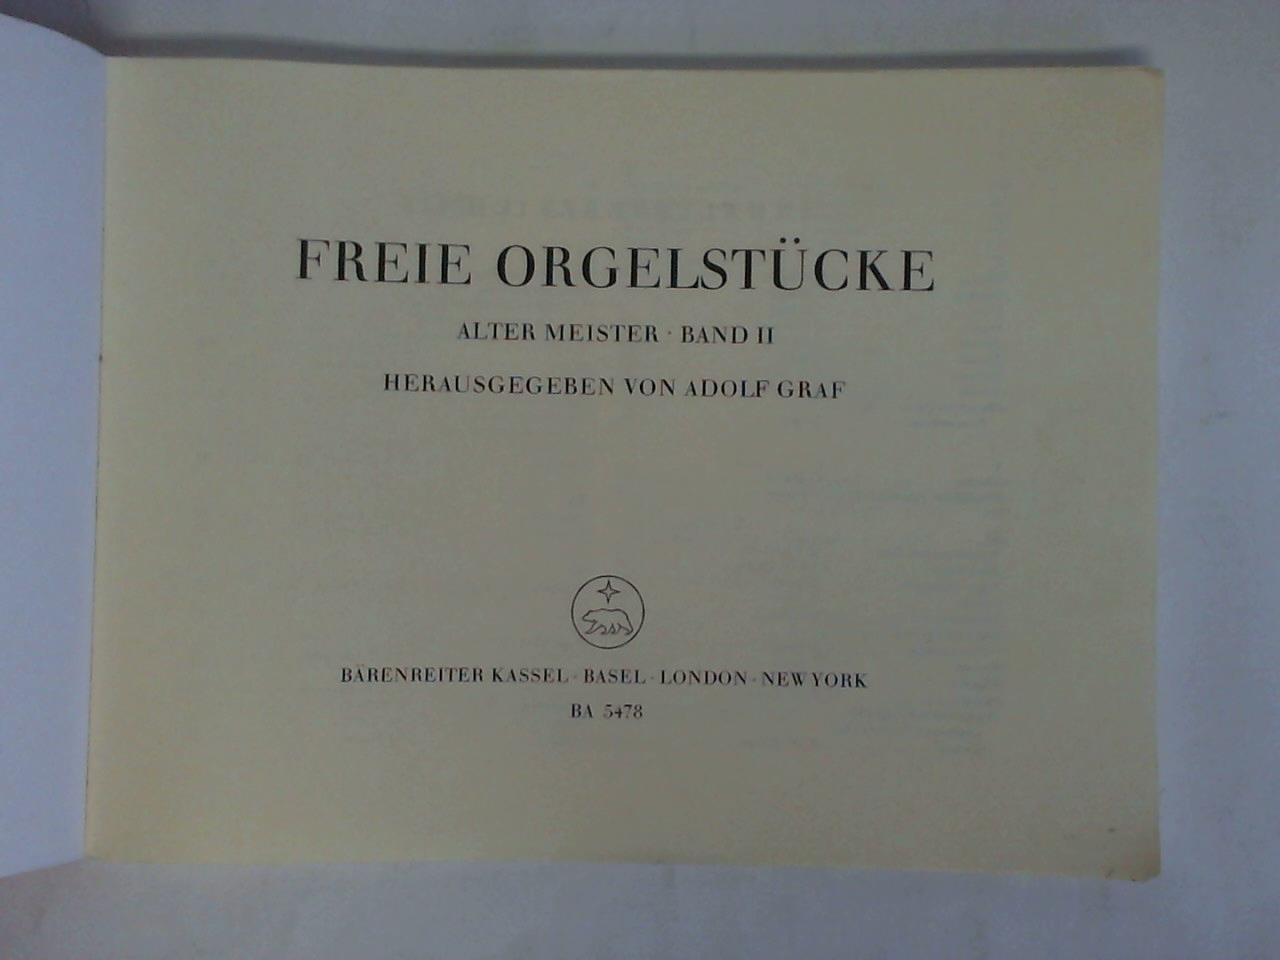 FREIE ORGELSTÜCKE
ALTER MEISTER · BAND II
HERAUSGEGEBEN VON ADOLF GRAF
BÄRENREITER KASSEL · BASEL · LONDON · NEW YORK
BA 5478